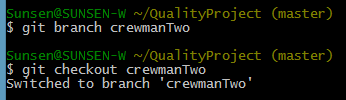 Sunsen@SUNSEN-W ~/QualityProject (master)
$ git branch crewmanTwo
Sunsen@SUNSEN-W ~/QualityProject (master)
$ git checkout crewmanTwo
Switched to branch 'crewmanTwo'